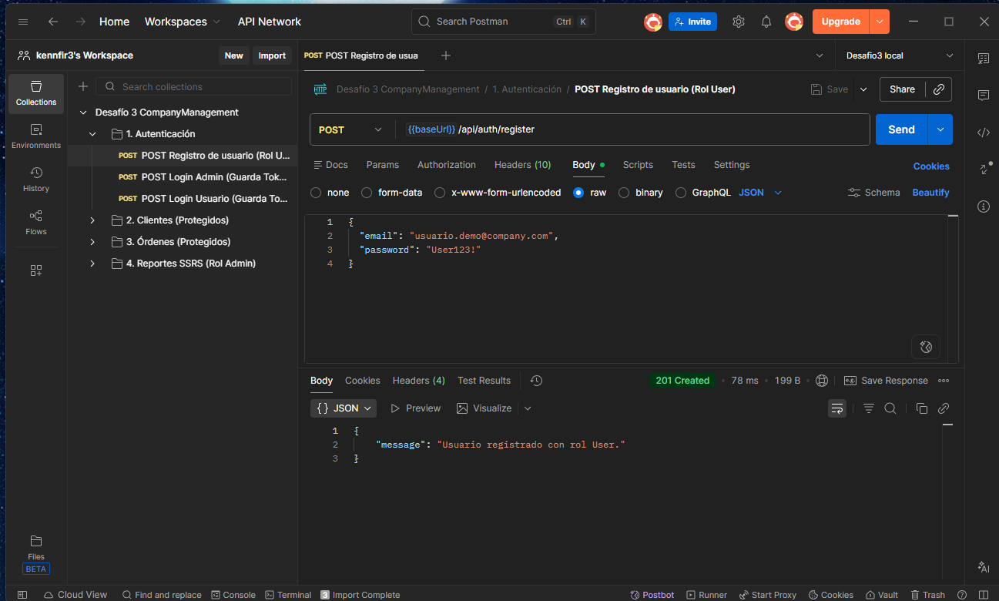 Home Workspaces API Network Search Postman Ctrl K Invite Upgrade
kennfir3's Workspace New Import POST POST Registro de usua Desafio3 local
Collections
Environments
History
Flows
Files
BETA
Search collections
Desafío 3 CompanyManagement
1. Autenticación
POST POST Registro de usuario (Rol U...
POST POST Login Admin (Guarda Tok...
POST POST Login Usuario (Guarda To...
2. Clientes (Protegidos)
3. Órdenes (Protegidos)
4. Reportes SSRS (Rol Admin)
HTTP Desafío 3 CompanyManagement / 1. Autenticación / POST Registro de usuario (Rol User) Save Share
POST {{baseUrl}} /api/auth/register Send
Docs Params Authorization Headers (10) Body Scripts Tests Settings Cookies
none form-data x-www-form-urlencoded raw binary GraphQL JSON Schema Beautify
1 {
2 "email": "usuario.demo@company.com",
3 "password": "User123!"
4 }
Body Cookies Headers (4) Test Results 201 Created 78 ms 199 B e.g. Save Response
{} JSON Preview Visualize
1 {
2 "message": "Usuario registrado con rol User."
3 }
AI
Cloud View Find and replace Console Terminal 3 Import Complete Postbot Runner Start Proxy Cookies Vault Trash